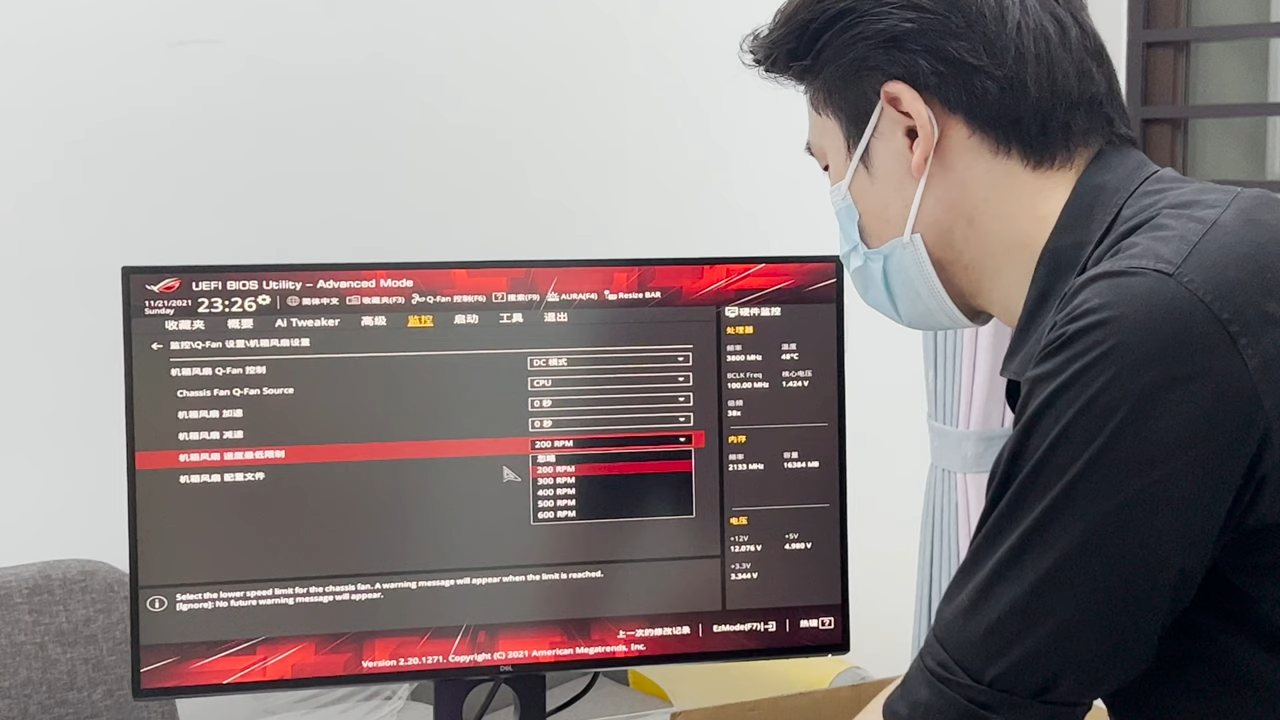 UEFI BIOS Utility – Advanced Mode
11/21/2021 Sunday 23:26 简体中文 收藏夹(F3) Q-Fan 控制(F6) 搜索(F9) AURA(F4) Resize BAR
收藏夹 概要 Ai Tweaker 高级 监控 启动 工具 退出
监控\Q-Fan 设置\机箱风扇设置
机箱风扇 Q-Fan 控制 DC 模式
Chassis Fan Q-Fan Source CPU
机箱风扇 加速 0 秒
机箱风扇 减速 0 秒
机箱风扇 速度最低限制 200 RPM
忽略
200 RPM
机箱风扇 配置文件
300 RPM
400 RPM
500 RPM
600 RPM
Select the lower speed limit for the chassis fan. A warning message will appear when the limit is reached.
[Ignore]: No future warning message will appear.
硬件监控
处理器
频率 温度
3800 MHz 48°C
BCLK Freq 核心电压
100.00 MHz 1.424 V
倍频
38x
内存
频率 容量
2133 MHz 16384 MB
电压
+12V +5V
12.076 V 4.980 V
+3.3V
3.344 V
上一次的修改记录 EzMode(F7) 热键 ?
Version 2.20.1271. Copyright (C) 2021 American Megatrends, Inc.
DELL